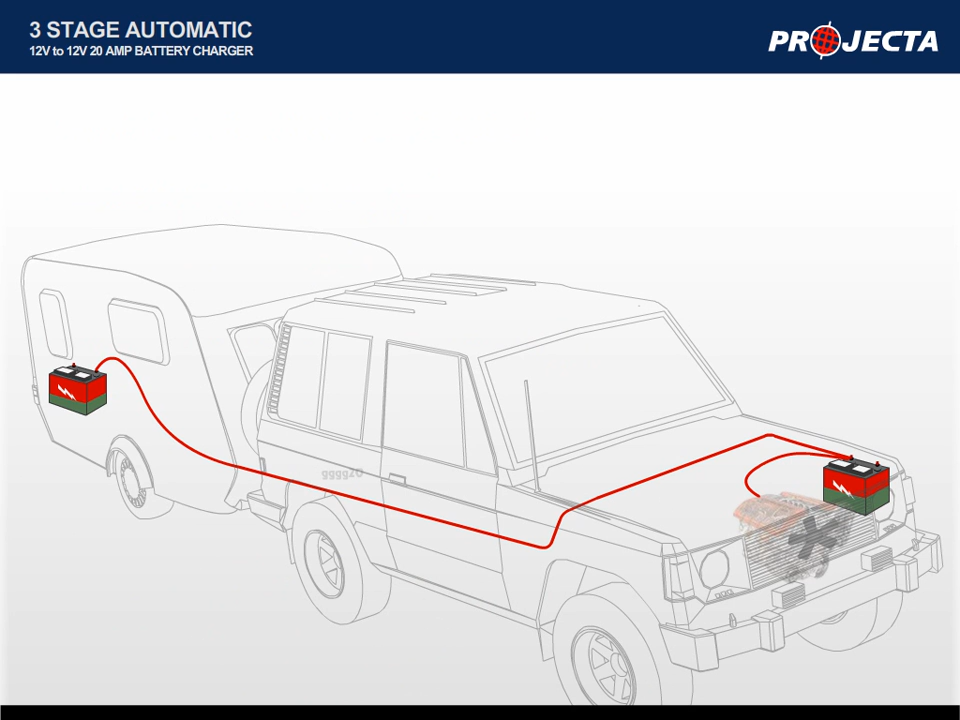 3 STAGE AUTOMATIC
12V to 12V 20 AMP BATTERY CHARGER
PROJECTA